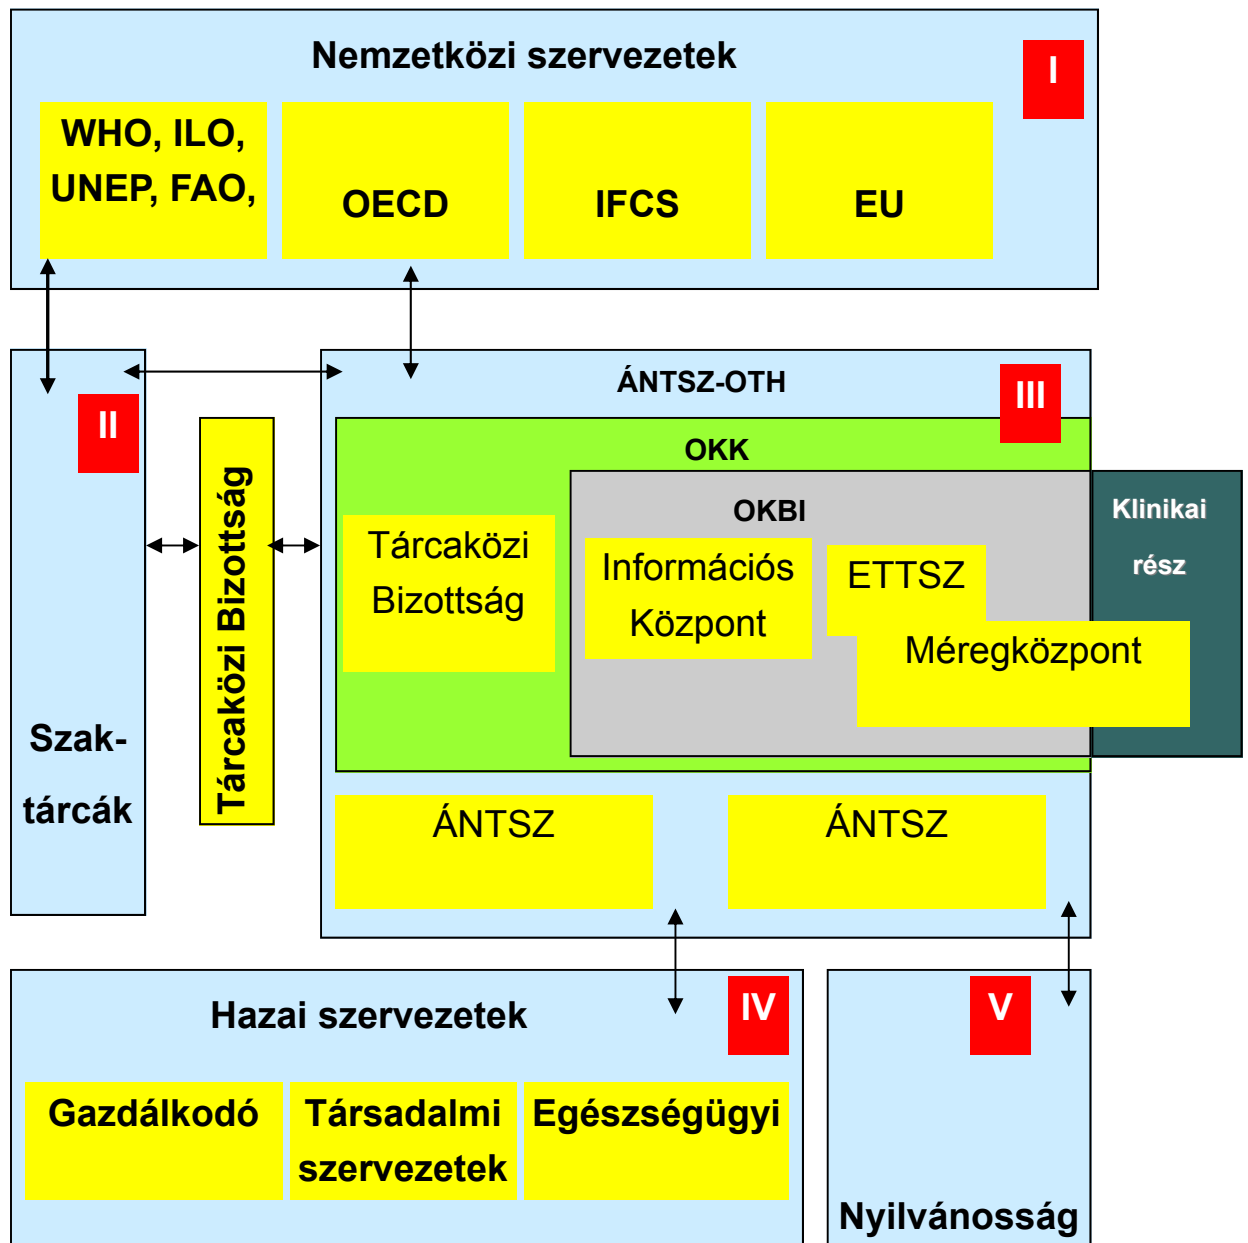 Nemzetközi szervezetek
I
WHO, ILO,
UNEP, FAO,
OECD
IFCS
EU
II
Szak-
tárcák
Tárcaközi Bizottság
ÁNTSZ-OTH
III
OKK
Tárcaközi
Bizottság
OKBI
Információs
Központ
ETTSZ
Méregközpont
Klinikai
rész
ÁNTSZ
ÁNTSZ
Hazai szervezetek
IV
Gazdálkodó
Társadalmi
szervezetek
Egészségügyi
V
Nyilvánosság